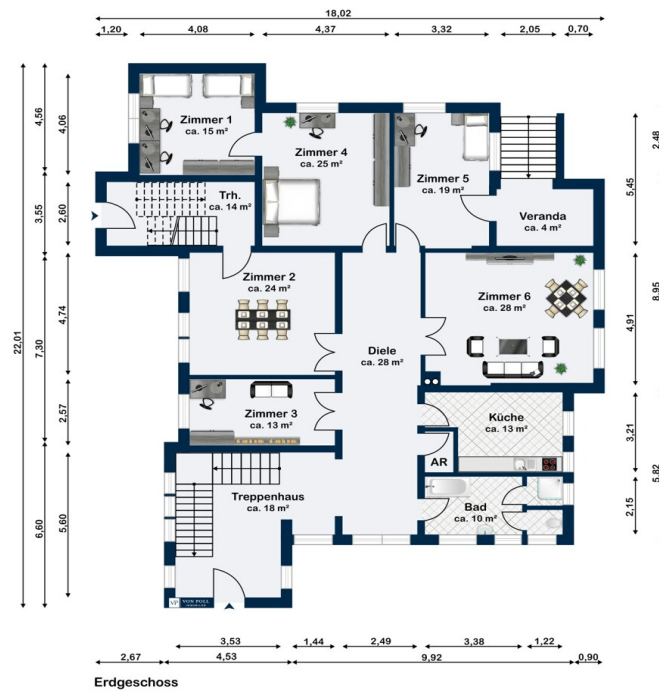 18,02
1,20 4,08 4,37 3,32 2,05 0,70
22,01
4,56
3,55
7,30
6,60
4,06
2,60
4,74
2,57
5,60
2,48
5,45
8,95
4,91
3,21
5,82
2,15
Zimmer 1
ca. 15 m²
Zimmer 4
ca. 25 m²
Zimmer 5
ca. 19 m²
Trh.
ca. 14 m²
Veranda
ca. 4 m²
Zimmer 2
ca. 24 m²
Zimmer 6
ca. 28 m²
Diele
ca. 28 m²
Zimmer 3
ca. 13 m²
Küche
ca. 13 m²
AR
Treppenhaus
ca. 18 m²
Bad
ca. 10 m²
VP VON POLL
3,53 1,44 2,49 3,38 1,22
2,67 4,53 9,92 0,90
Erdgeschoss